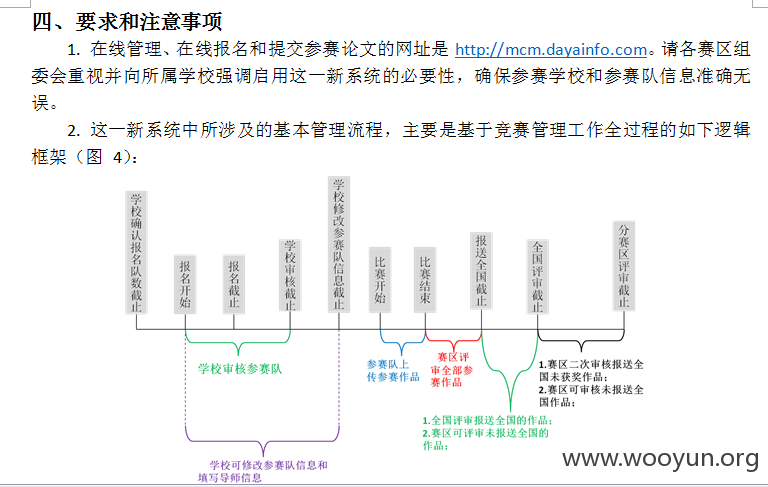 四、要求和注意事项
1. 在线管理、在线报名和提交参赛论文的网址是 http://mcm.dayainfo.com。请各赛区组
委会重视并向所属学校强调启用这一新系统的必要性，确保参赛学校和参赛队信息准确无
误。
2. 这一新系统中所涉及的基本管理流程，主要是基于竞赛管理工作全过程的如下逻辑
框架（图 4）：
学校确认报名队数截止
报名开始
报名截止
学校审核截止
学校修改参赛队信息截止
比赛开始
比赛结束
报送全国截止
全国评审截止
分赛区评审截止
学校审核参赛队
参赛队上
传参赛作品
赛区评
审全部参
赛作品
1.赛区二次审核报送全
国未获奖作品；
2.赛区可审核未报送全
国作品；
1.全国评审报送全国的作品；
2.赛区可评审未报送全国的
作品；
学校可修改参赛队信息和
填写导师信息
www.wooyun.org